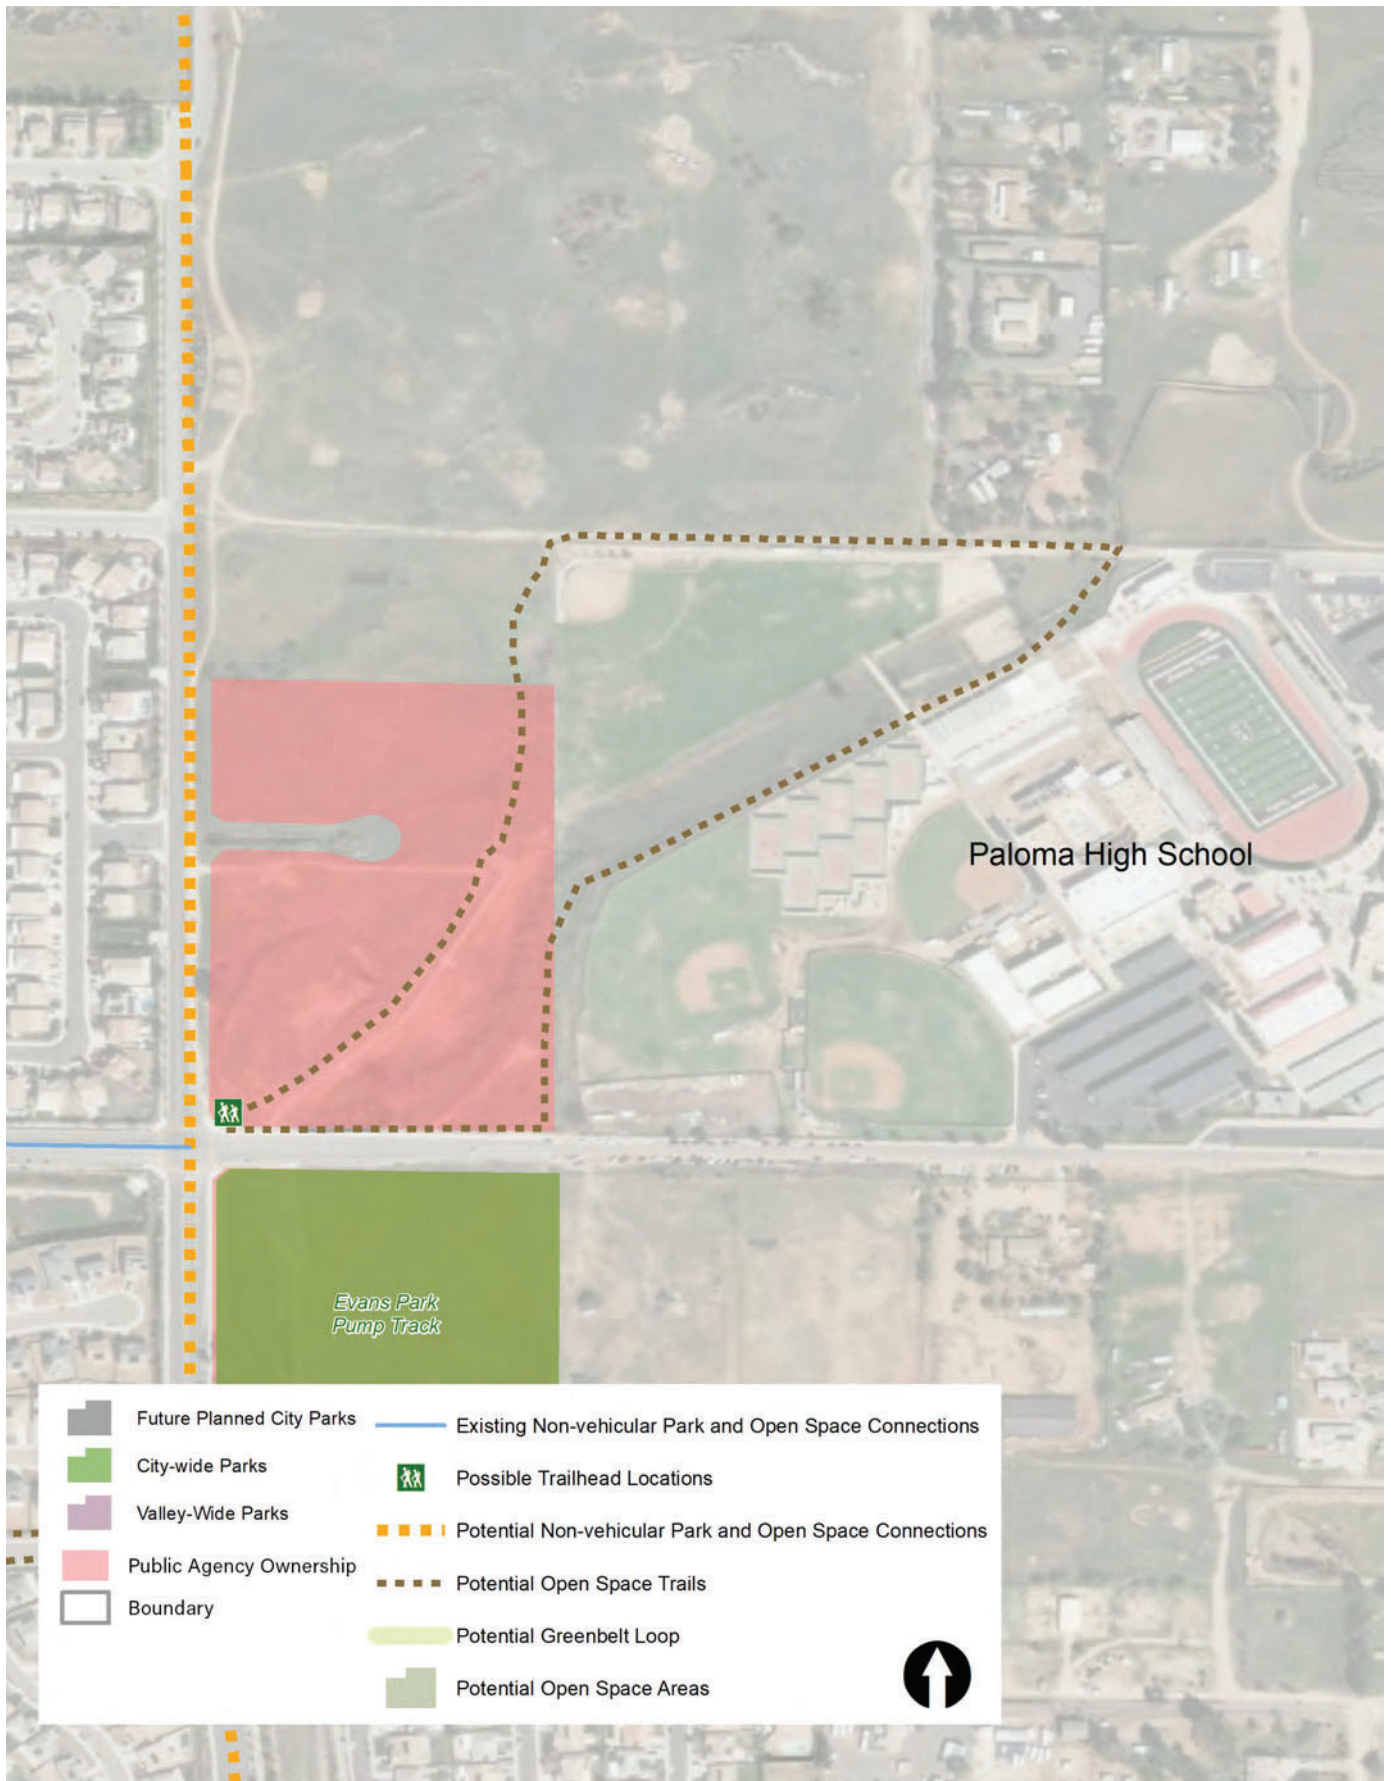 Paloma High School
Evans Park
Pump Track
Future Planned City Parks
City-wide Parks
Valley-Wide Parks
Public Agency Ownership
Boundary
Existing Non-vehicular Park and Open Space Connections
Possible Trailhead Locations
Potential Non-vehicular Park and Open Space Connections
Potential Open Space Trails
Potential Greenbelt Loop
Potential Open Space Areas